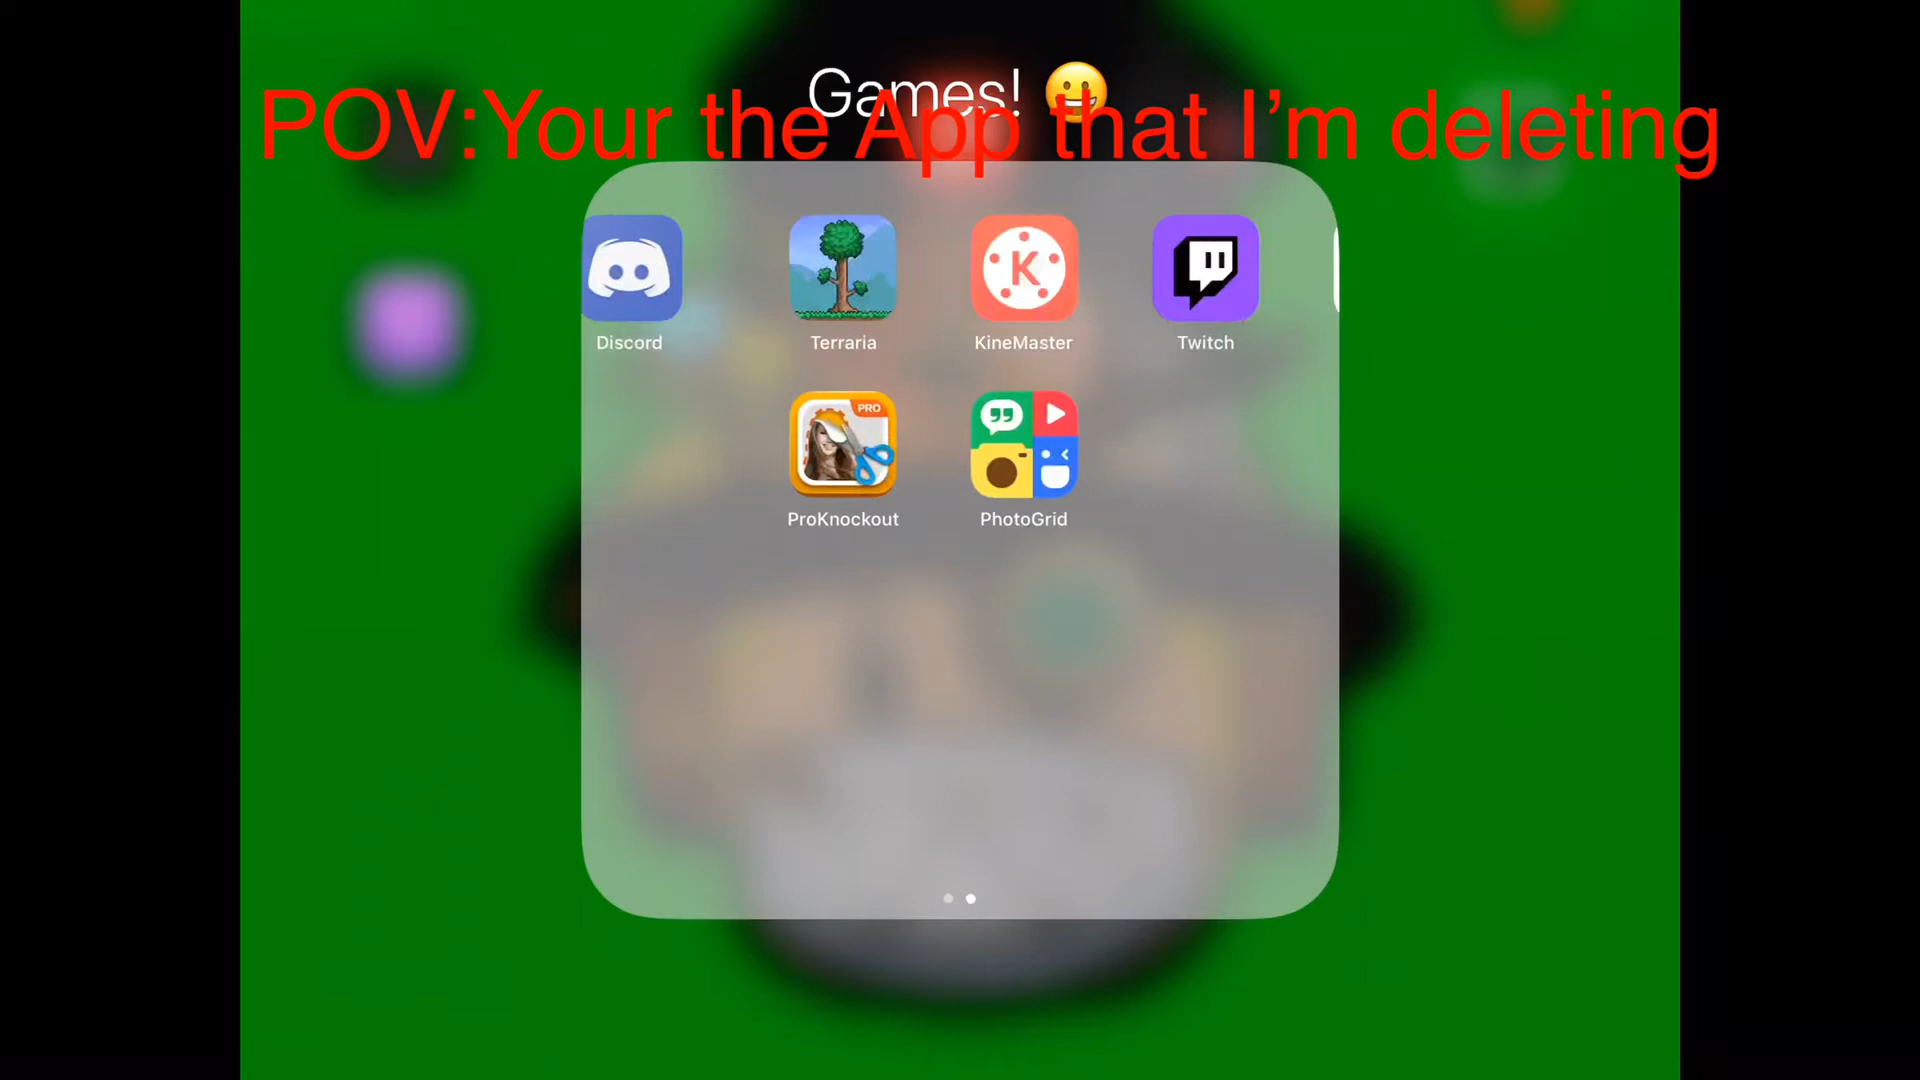 Games! 😀
POV:Your the App that I’m deleting
Discord
Terraria
KineMaster
Twitch
PRO
ProKnockout
PhotoGrid